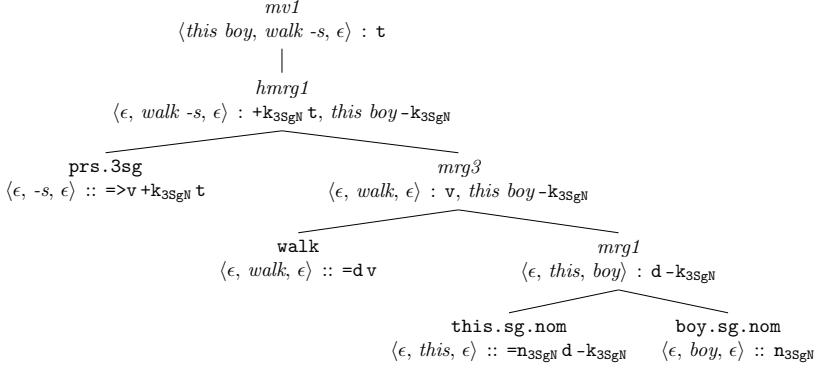 mv1
⟨this boy, walk -s, ϵ⟩ : t
hmrg1
⟨ϵ, walk -s, ϵ⟩ : +k₃SgN t, this boy -k₃SgN
prs.3sg
⟨ϵ, -s, ϵ⟩ :: =>v +k₃SgN t
mrg3
⟨ϵ, walk, ϵ⟩ : v, this boy -k₃SgN
walk
⟨ϵ, walk, ϵ⟩ :: =d v
mrg1
⟨ϵ, this, boy⟩ : d -k₃SgN
this.sg.nom
⟨ϵ, this, ϵ⟩ :: =n₃SgN d -k₃SgN
boy.sg.nom
⟨ϵ, boy, ϵ⟩ :: n₃SgN